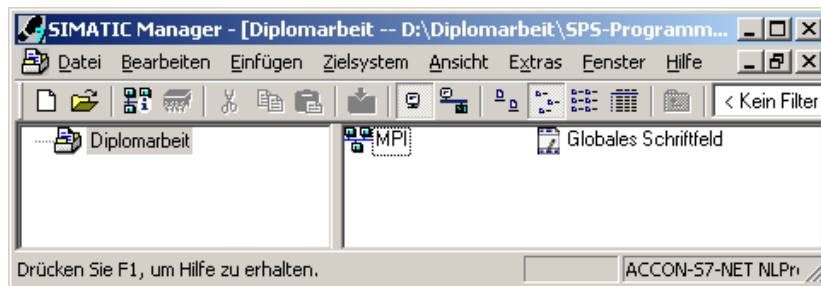 SIMATIC Manager - [Diplomarbeit -- D:\Diplomarbeit\SPS-Programm...
Datei Bearbeiten Einfügen Zielsystem Ansicht Extras Fenster Hilfe
< Kein Filter
Diplomarbeit MPI Globales Schriftfeld
Drücken Sie F1, um Hilfe zu erhalten. ACCON-S7-NET NLPr